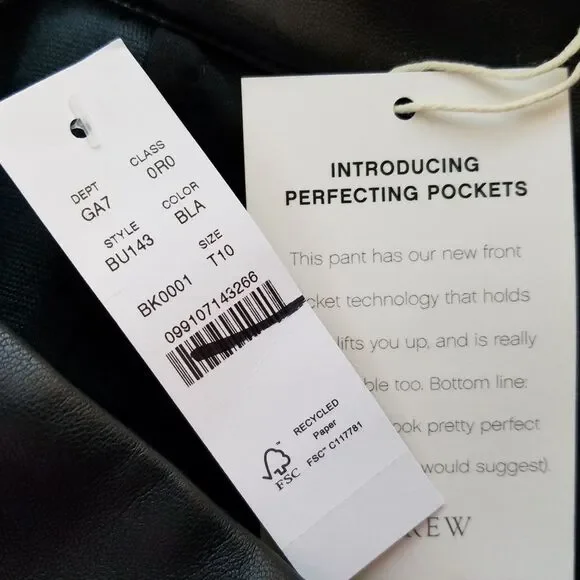 DEPT CLASS
GA7 0R0
STYLE COLOR
BU143 BLA
SIZE
BK0001 T10
099107143266
RECYCLED
Paper
FSC™ C117781
FSC
INTRODUCING
PERFECTING POCKETS
This pant has our new front
technology that holds
lifts you up, and is really
too. Bottom line:
pretty perfect
would suggest).